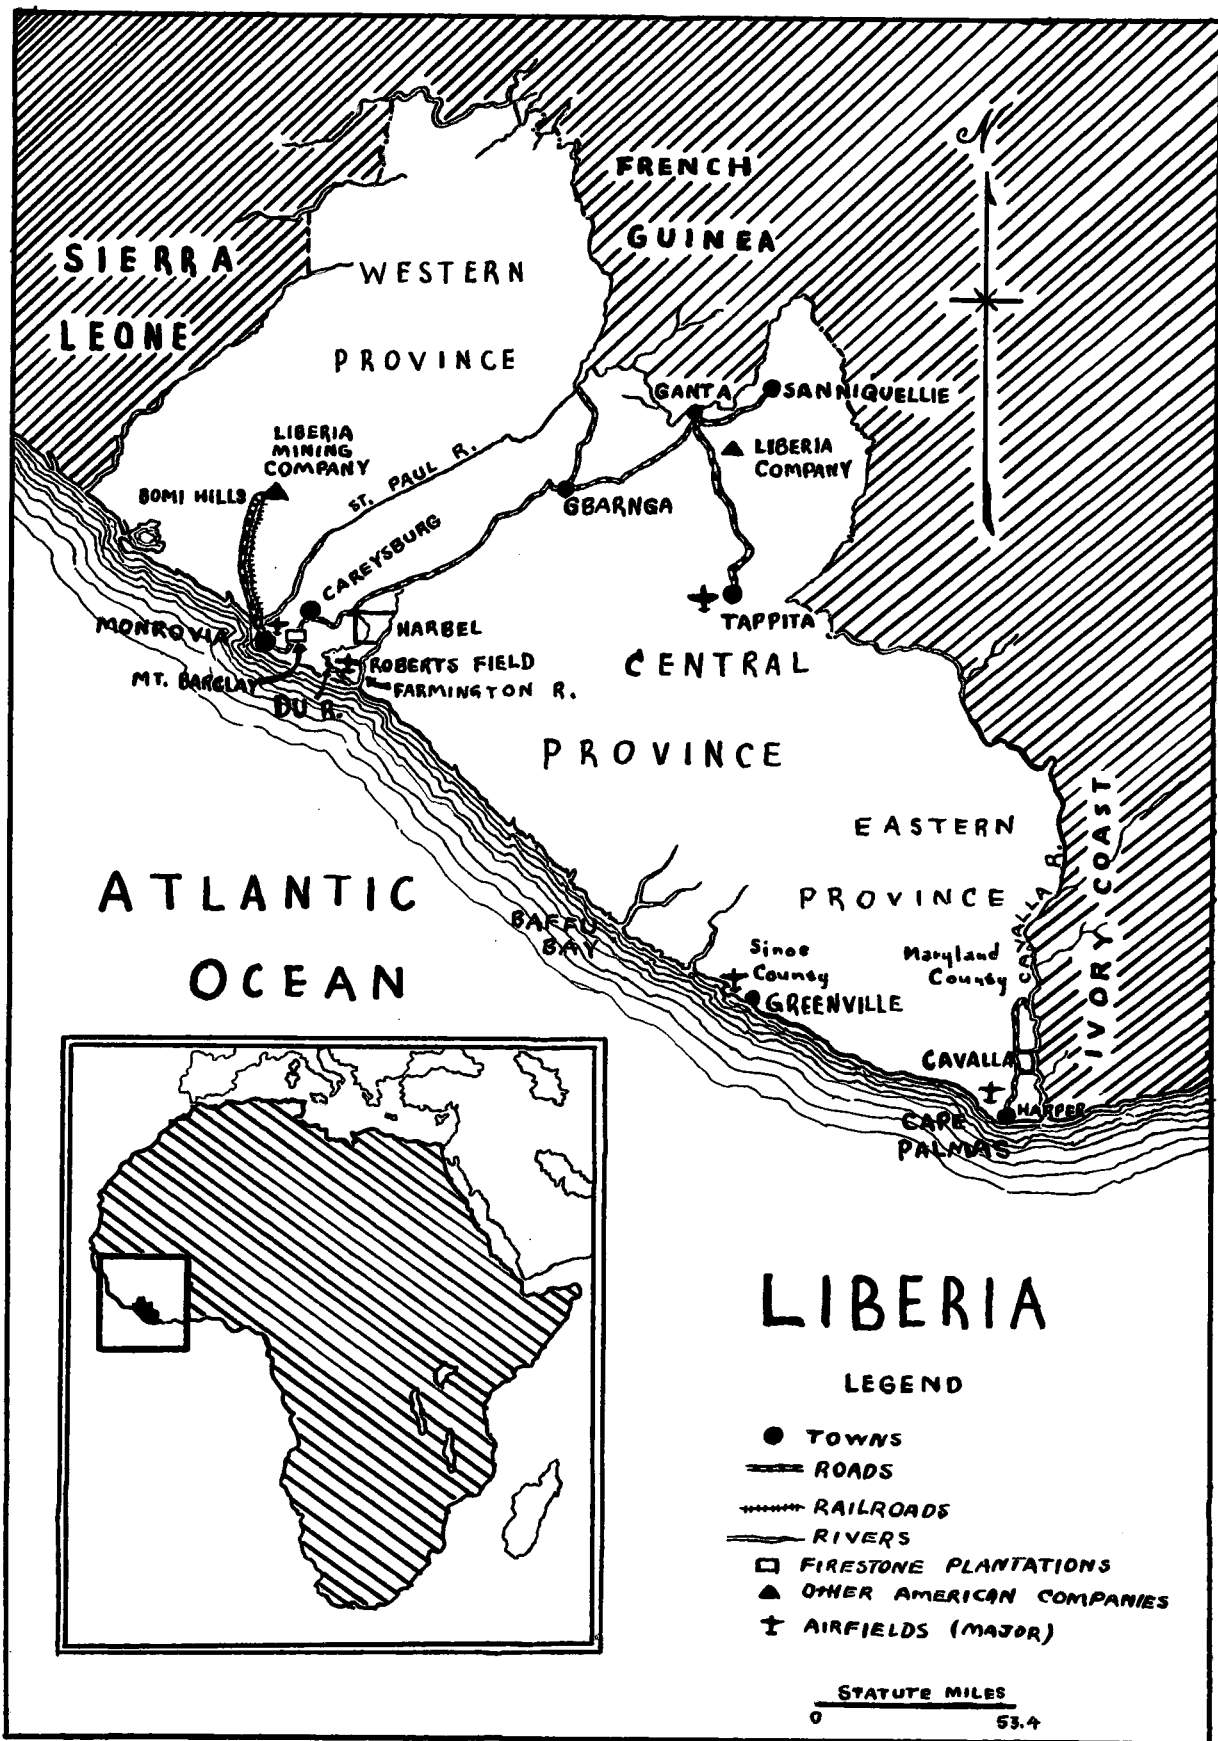 N
FRENCH
GUINEA
SIERRA
LEONE
WESTERN
PROVINCE
GANTA
SANNIQUELLIE
LIBERIA
MINING
COMPANY
LIBERIA
COMPANY
BOMI HILLS
ST. PAUL R.
GBARNGA
CAREYSBURG
MONROVIA
HARBEL
TAPPITA
ROBERTS FIELD
MT. BARCLAY
FARMINGTON R.
DU R.
CENTRAL
PROVINCE
EASTERN
PROVINCE
CAVALLA R.
IVORY COAST
ATLANTIC
OCEAN
BAFFU
BAY
Sinoe
County
GREENVILLE
Maryland
County
CAVALLA
HARPER
CAPE
PALMAS
LIBERIA
LEGEND
TOWNS
ROADS
RAILROADS
RIVERS
FIRESTONE PLANTATIONS
OTHER AMERICAN COMPANIES
AIRFIELDS (MAJOR)
STATUTE MILES
0 53.4